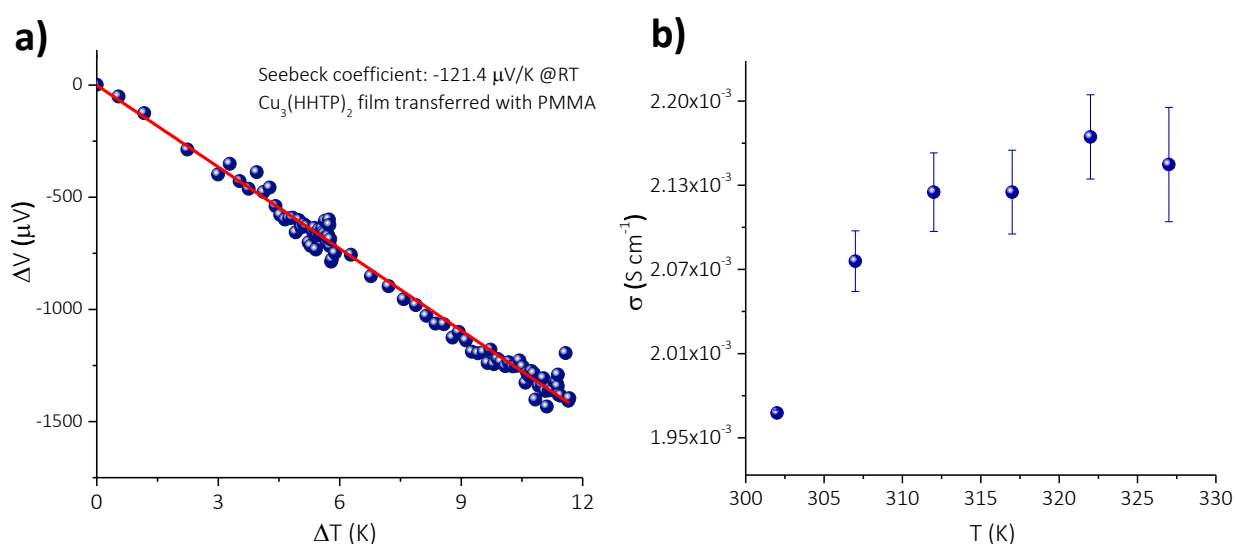 a)
Seebeck coefficient: -121.4 μV/K @RT
Cu₃(HHTP)₂ film transferred with PMMA
0
-500
-1000
-1500
ΔV (μV)
0
3
6
9
12
ΔT (K)
b)
2.20x10⁻³
2.13x10⁻³
2.07x10⁻³
2.01x10⁻³
1.95x10⁻³
σ (S cm⁻¹)
300
305
310
315
320
325
330
T (K)